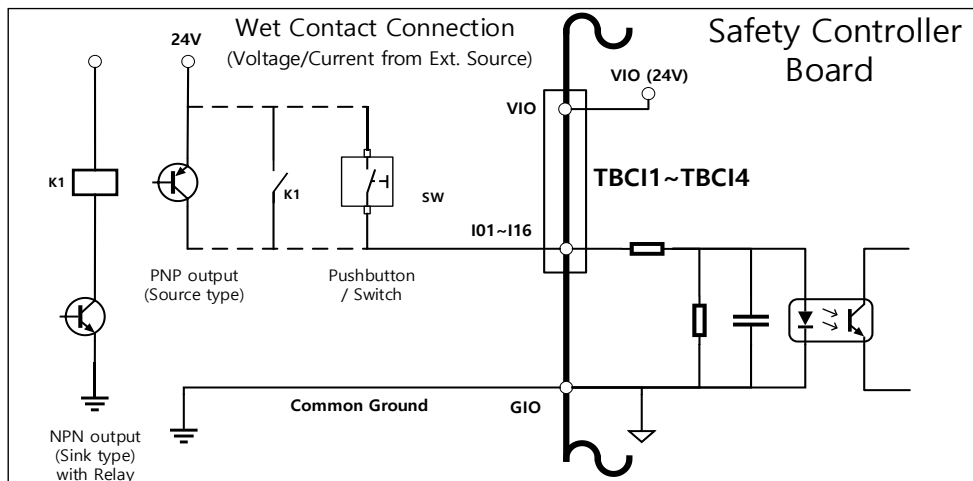 Wet Contact Connection
(Voltage/Current from Ext. Source)
Safety Controller
Board
24V
VIO (24V)
VIO
TBCI1~TBCI4
K1
K1
SW
I01~I16
PNP output
(Source type)
Pushbutton
/ Switch
Common Ground
GIO
NPN output
(Sink type)
with Relay